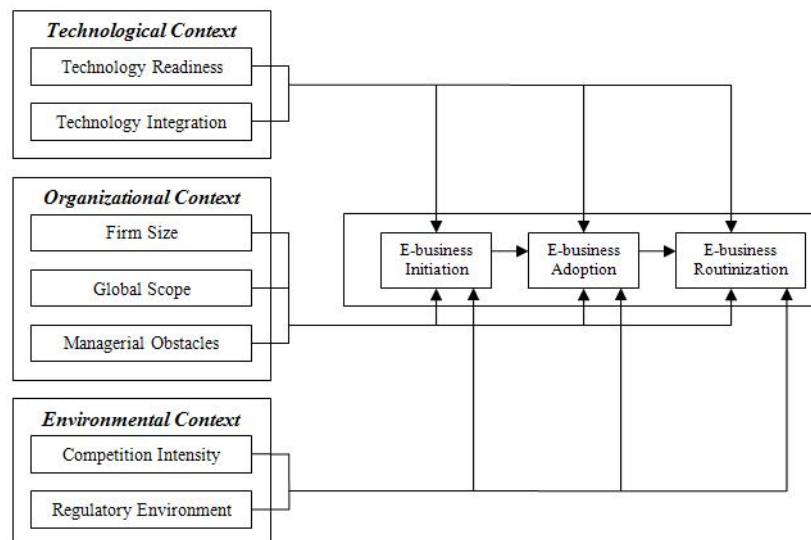 Technological Context
Technology Readiness
Technology Integration
Organizational Context
Firm Size
Global Scope
Managerial Obstacles
E-business
Initiation
E-business
Adoption
E-business
Routinization
Environmental Context
Competition Intensity
Regulatory Environment